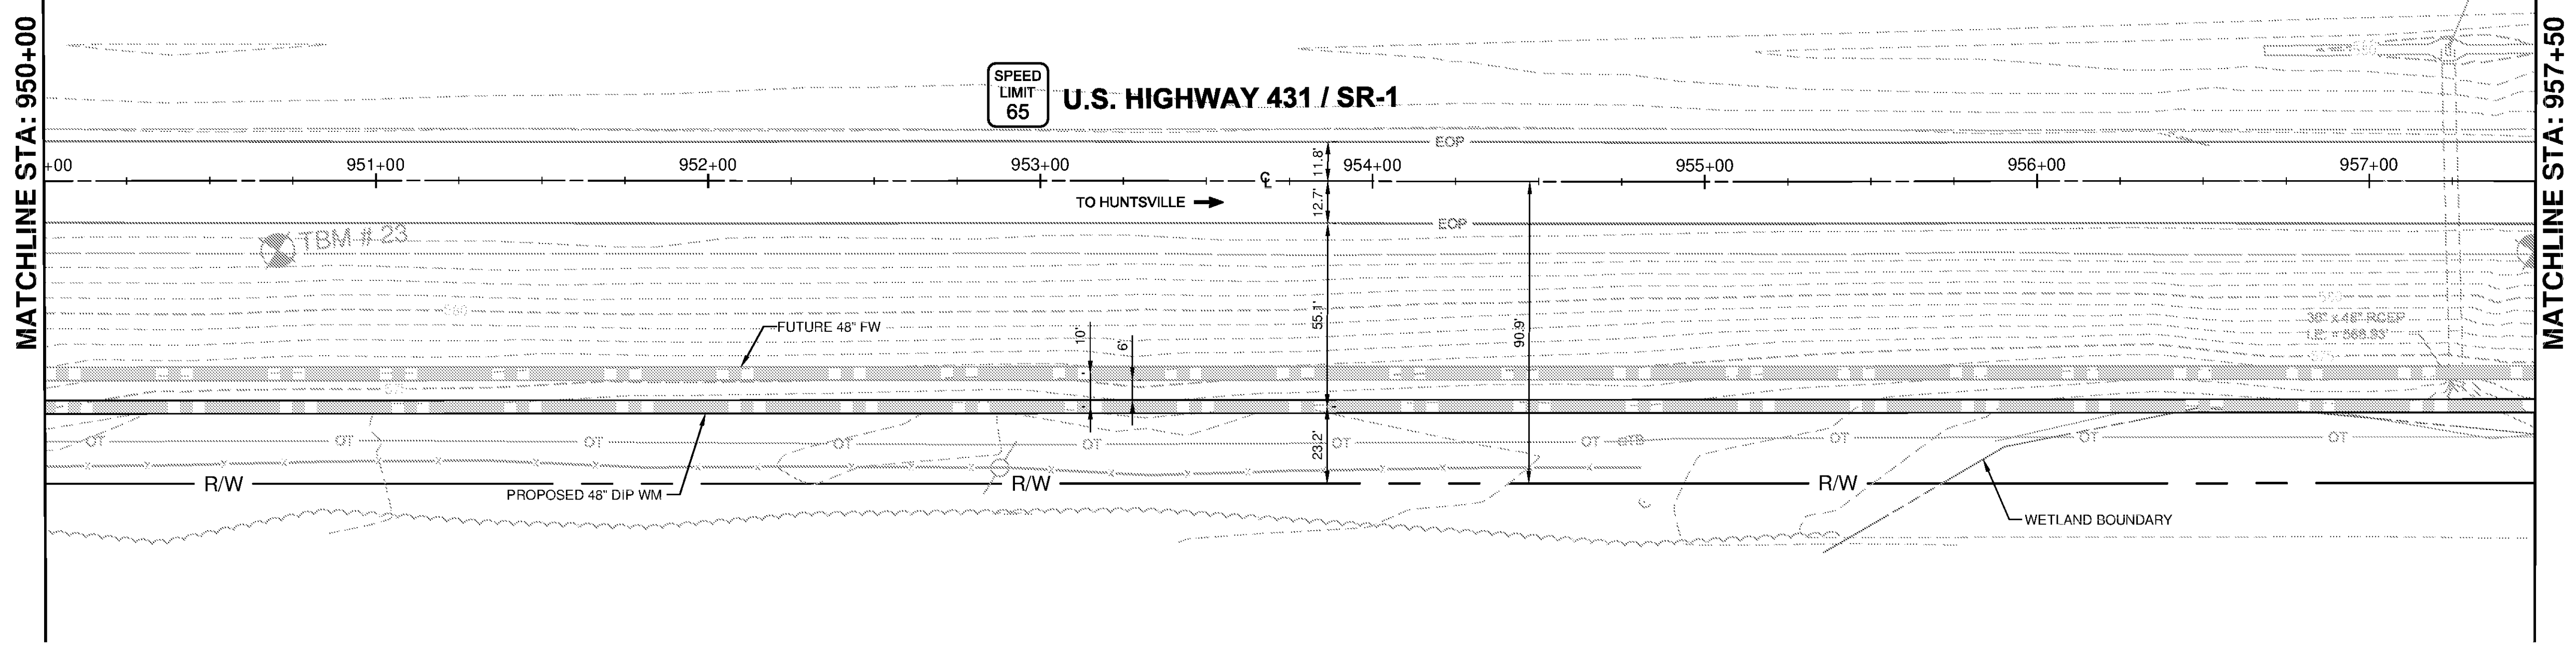 MATCHLINE STA: 950+00
MATCHLINE STA: 957+50
SPEED
LIMIT
65
U.S. HIGHWAY 431 / SR-1
EOP
+00
951+00
952+00
953+00
954+00
955+00
956+00
957+00
11.8'
℄
TO HUNTSVILLE
12.7'
EOP
TBM # 23
55.1'
90.9'
FUTURE 48" FW
10'
6'
OT
OT
OT
OT
OT
OT
OT
OT
OT
OT
23.2'
R/W
R/W
R/W
PROPOSED 48" DIP WM
WETLAND BOUNDARY